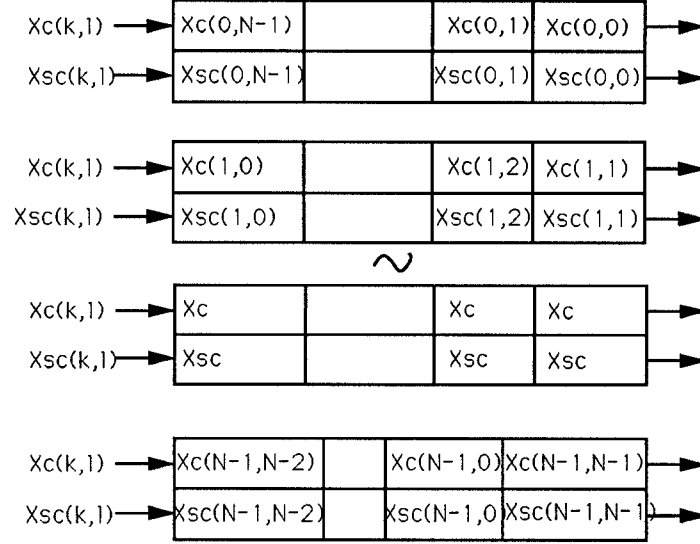 Xc(k,l) Xc(0,N-1) Xc(0,1) Xc(0,0)
Xsc(k,l) Xsc(0,N-1) Xsc(0,1) Xsc(0,0)
Xc(k,l) Xc(1,0) Xc(1,2) Xc(1,1)
Xsc(k,l) Xsc(1,0) Xsc(1,2) Xsc(1,1)
~
Xc(k,l) Xc Xc Xc
Xsc(k,l) Xsc Xsc Xsc
Xc(k,l) Xc(N-1,N-2) Xc(N-1,0) Xc(N-1,N-1)
Xsc(k,l) Xsc(N-1,N-2) Xsc(N-1,0 Xsc(N-1,N-1)